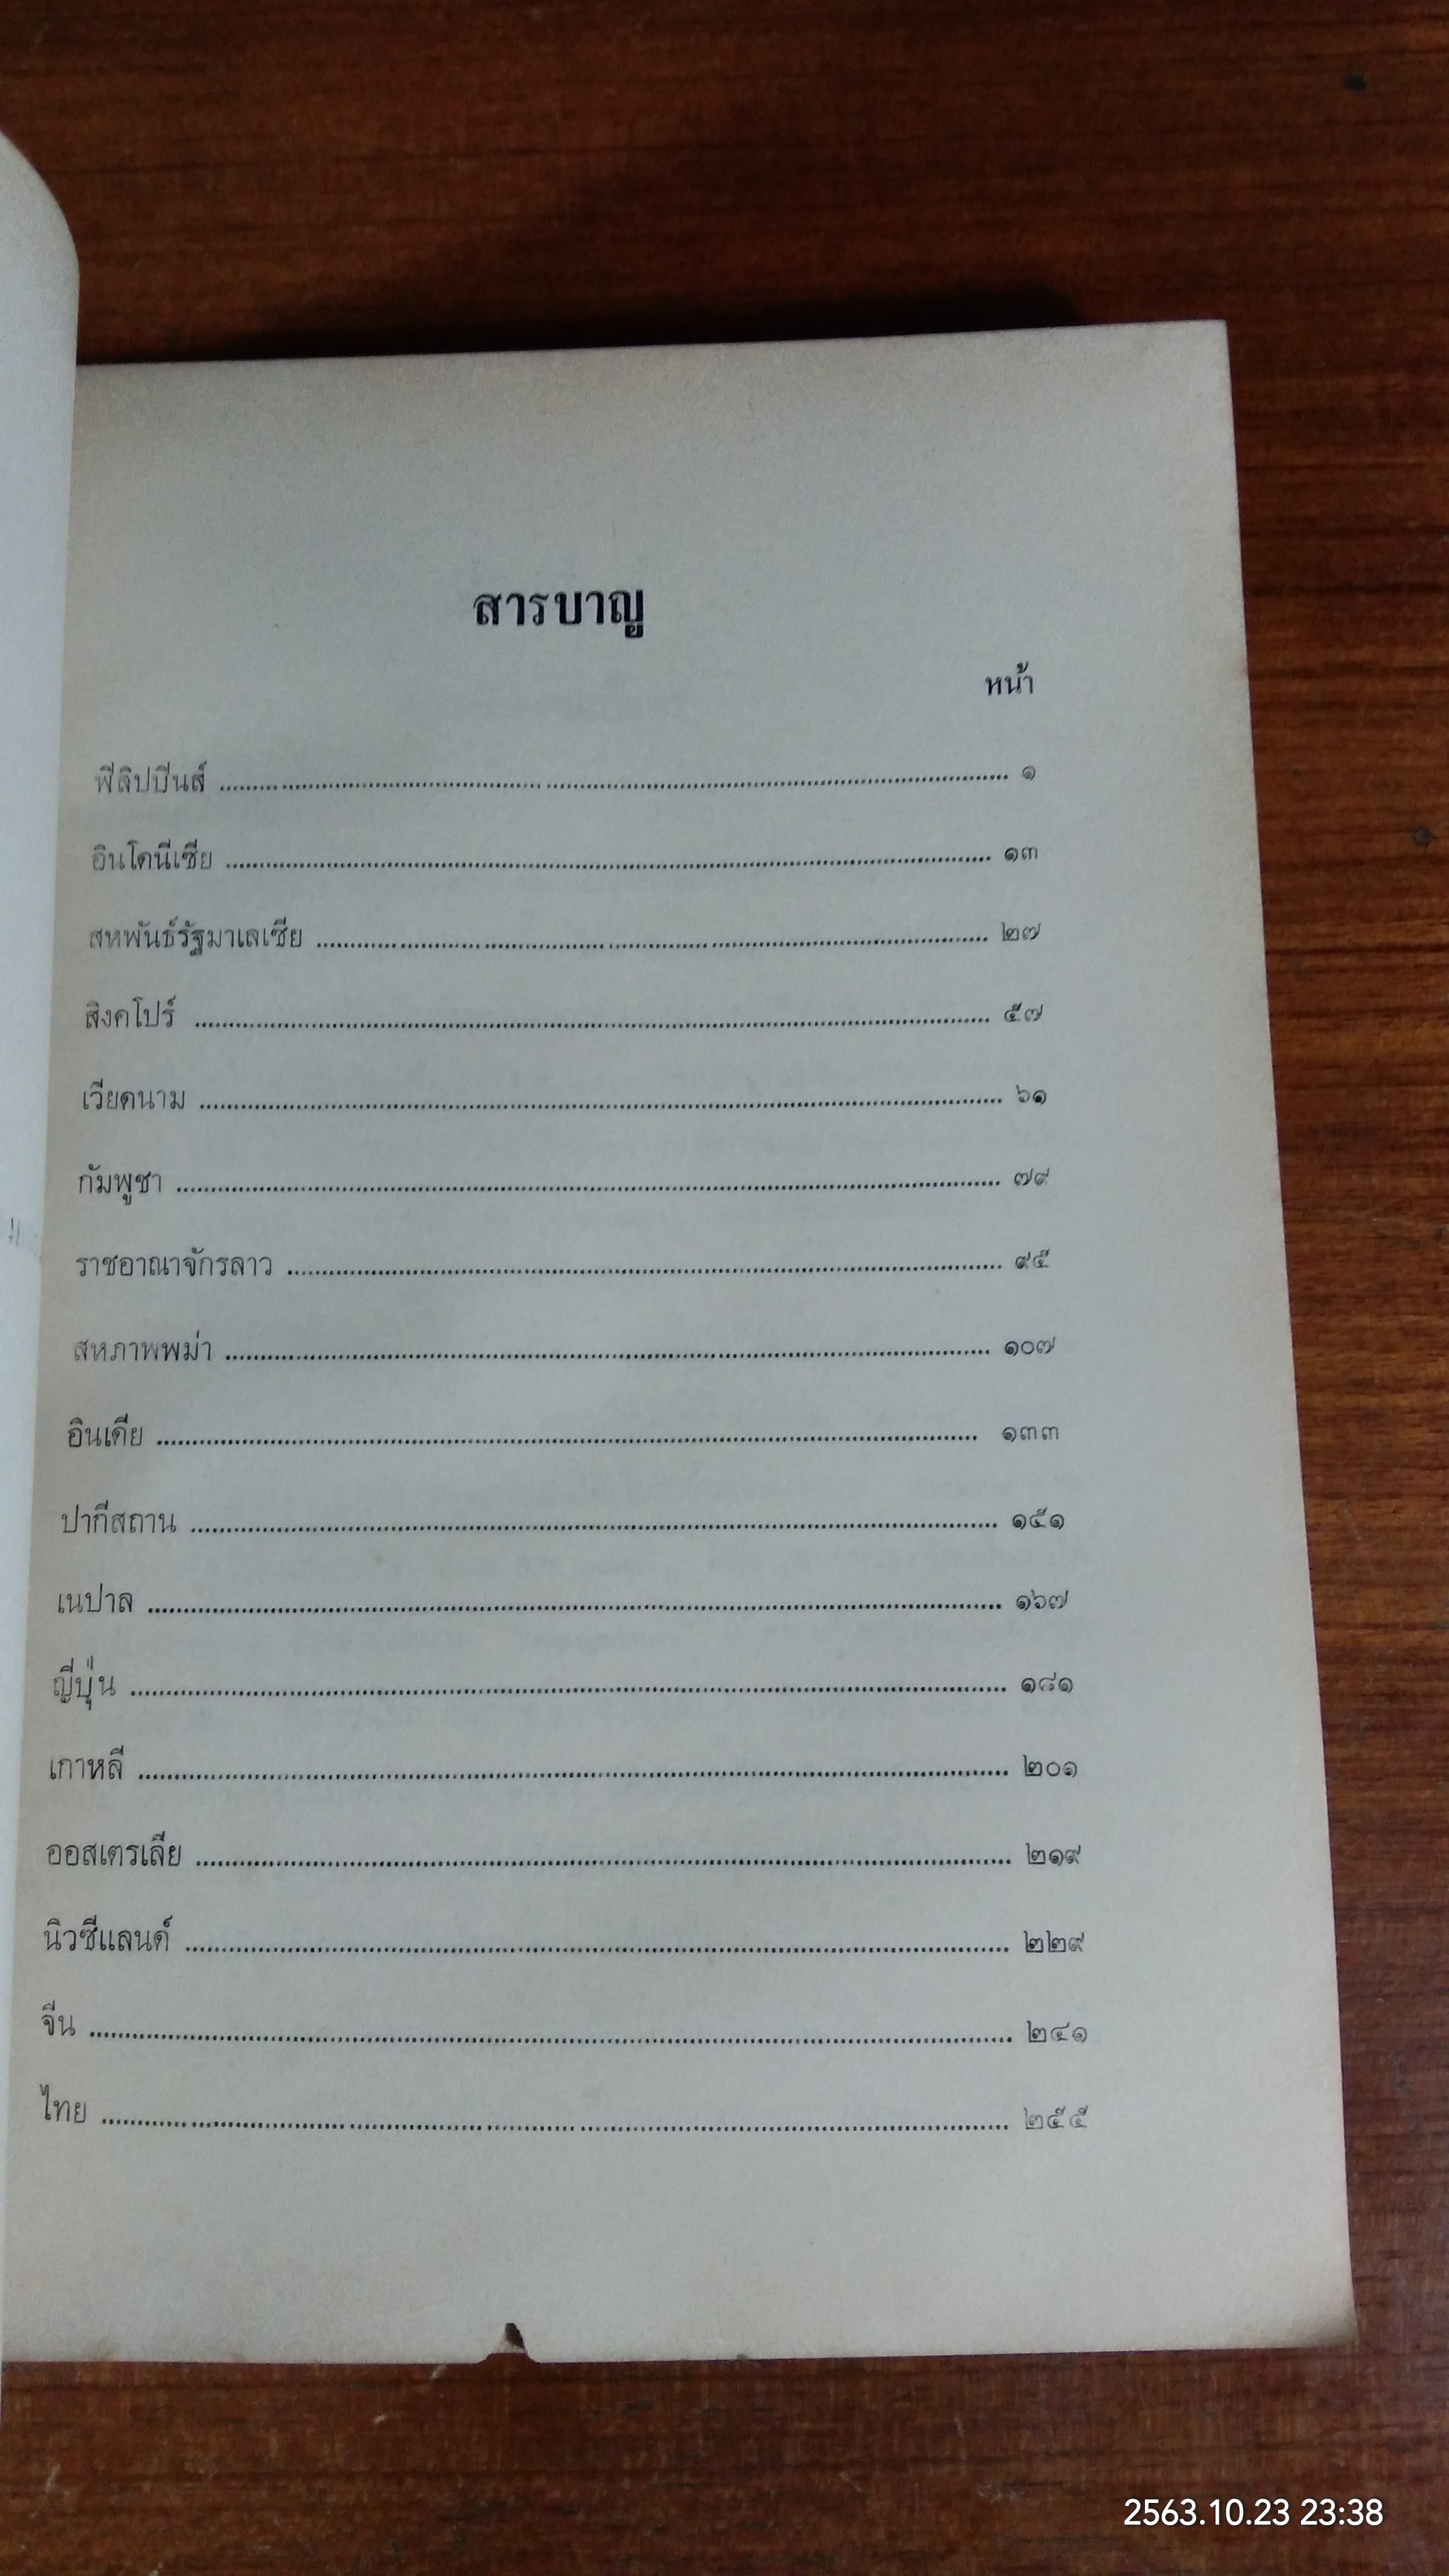 สารบาญ
หน้า
ฟิลิปปินส์ ........................................ ๑
อินโดนีเซีย ........................................ ๑๓
สหพันธ์รัฐมาเลเซีย ........................................ ๒๗
สิงคโปร์ ........................................ ๕๗
เวียดนาม ........................................ ๖๑
กัมพูชา ........................................ ๗๙
ราชอาณาจักรลาว ........................................ ๙๕
สหภาพพม่า ........................................ ๑๐๗
อินเดีย ........................................ ๑๓๓
ปากีสถาน ........................................ ๑๕๑
เนปาล ........................................ ๑๖๗
ญี่ปุ่น ........................................ ๑๘๑
เกาหลี ........................................ ๒๐๑
ออสเตรเลีย ........................................ ๒๑๙
นิวซีแลนด์ ........................................ ๒๒๙
จีน ........................................ ๒๔๑
ไทย ........................................ ๒๕๕
2563.10.23 23:38